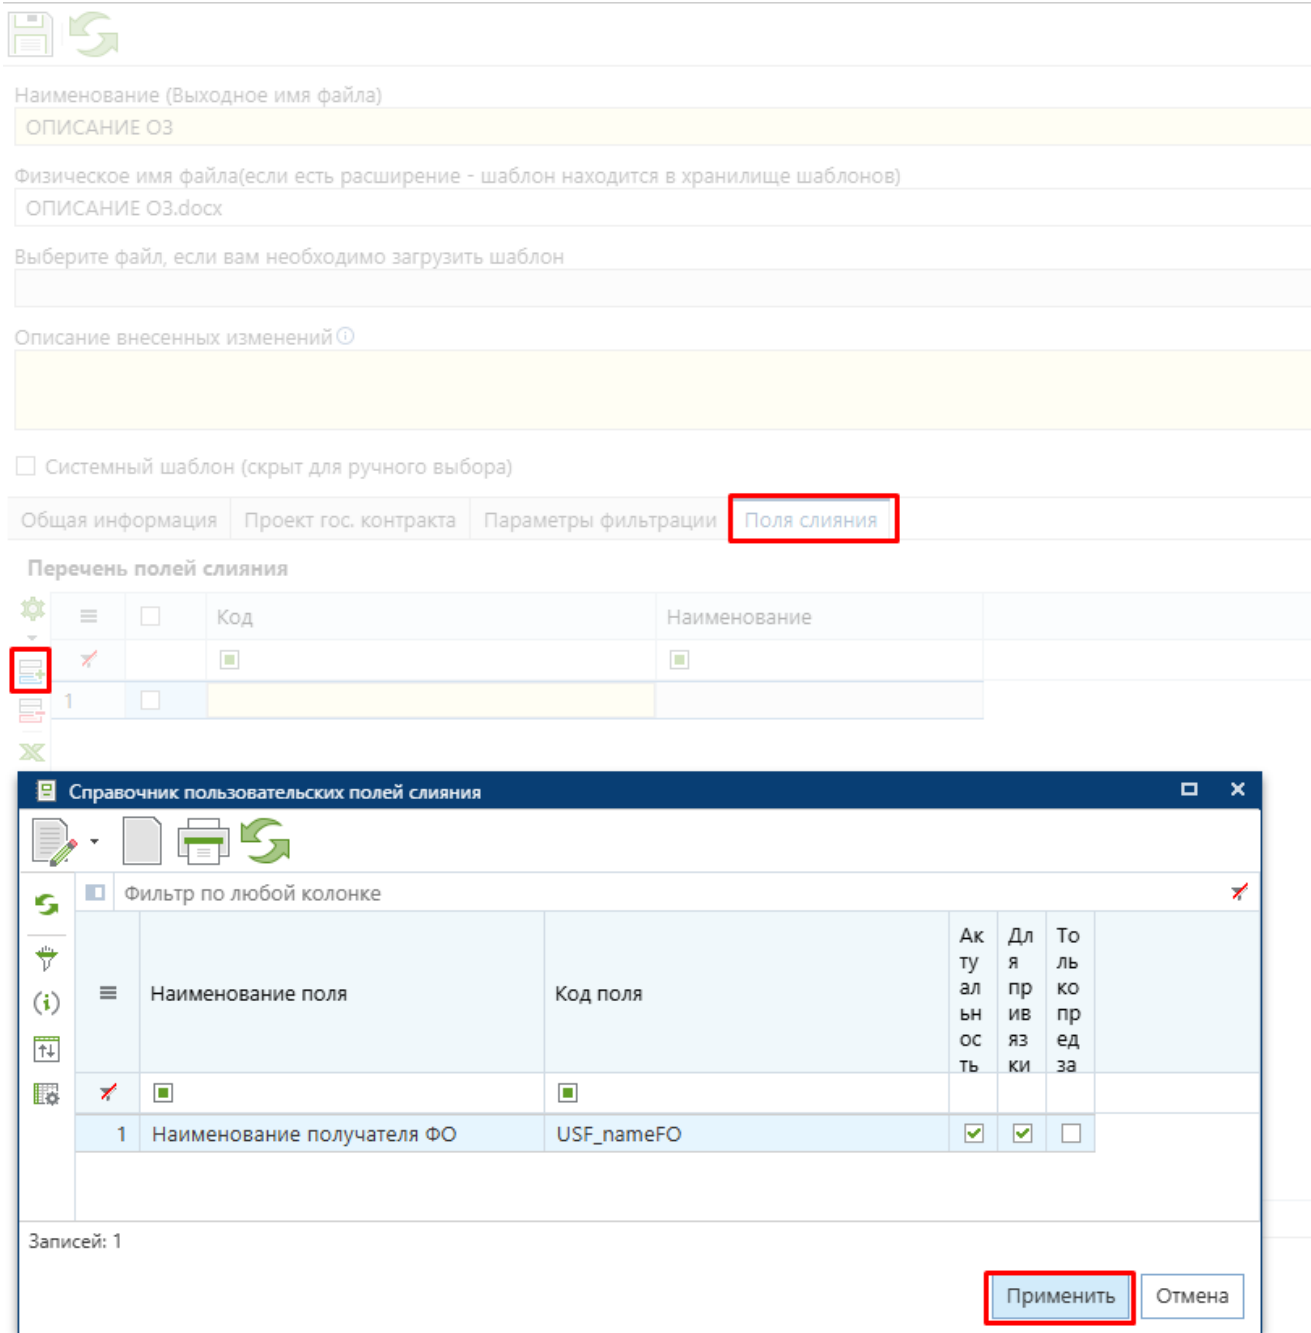 Наименование (Выходное имя файла)
ОПИСАНИЕ ОЗ
Физическое имя файла(если есть расширение - шаблон находится в хранилище шаблонов)
ОПИСАНИЕ ОЗ.docx
Выберите файл, если вам необходимо загрузить шаблон
Описание внесенных изменений
Системный шаблон (скрыт для ручного выбора)
Общая информация Проект гос. контракта Параметры фильтрации Поля слияния
Перечень полей слияния
Код Наименование
1
Справочник пользовательских полей слияния
Фильтр по любой колонке
Наименование поля Код поля
Ак
ту
ал
ьн
ос
ть
Дл
я
пр
ив
яз
ки
То
ль
ко
пр
ед
за
1 Наименование получателя ФО USF_nameFO
Записей: 1
Применить Отмена